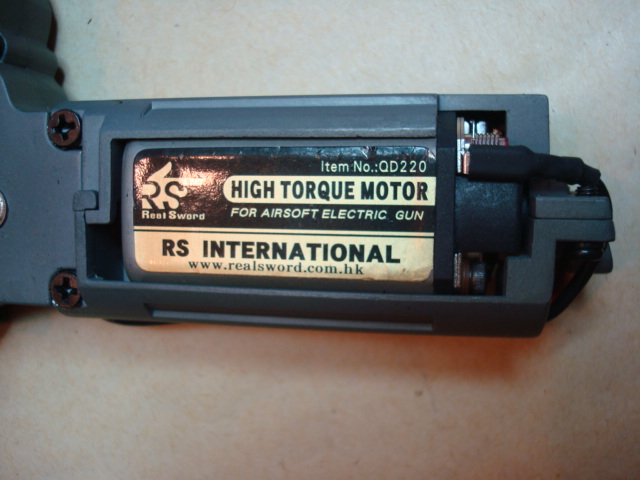 Item No.:QD220
RS
Real Sword
HIGH TORQUE MOTOR
FOR AIRSOFT ELECTRIC GUN
RS INTERNATIONAL
www.realsword.com.hk